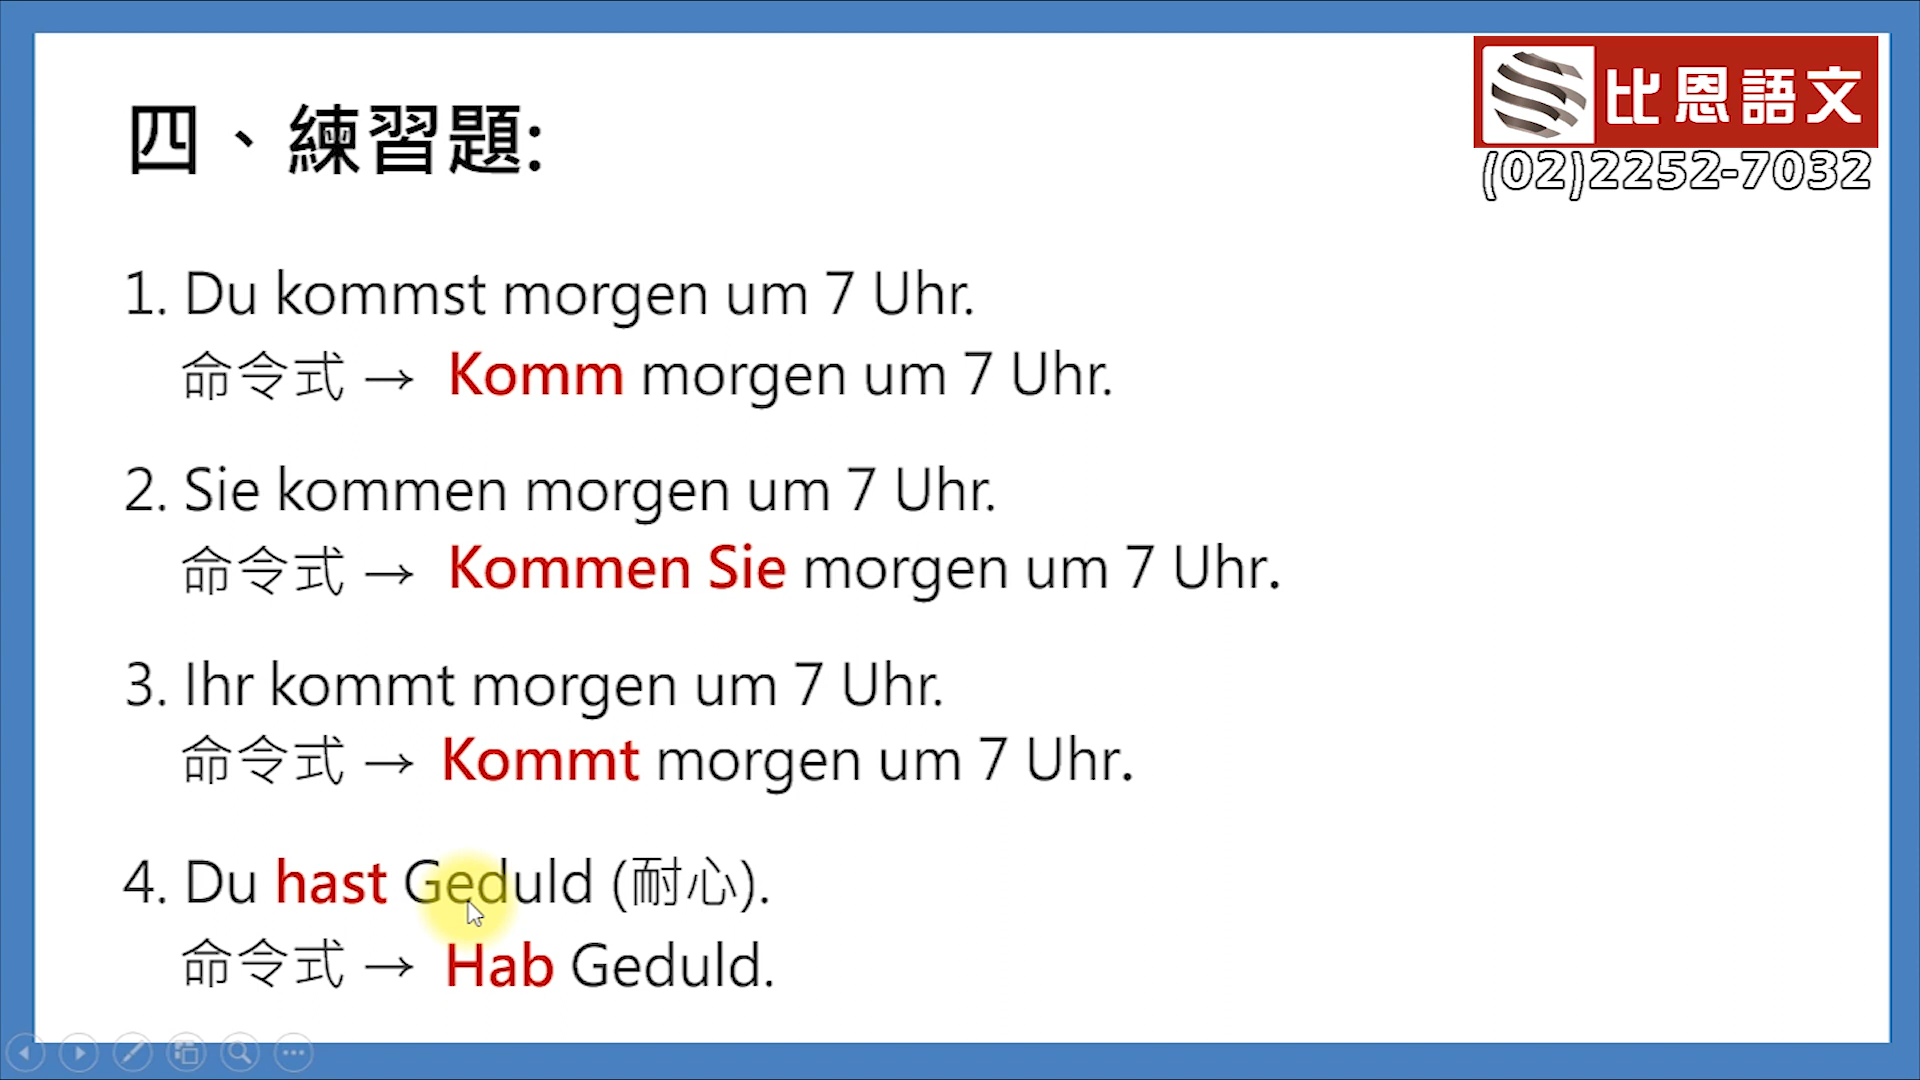 四、練習題:
比恩語文
(02)2252-7032
1. Du kommst morgen um 7 Uhr.
命令式 → Komm morgen um 7 Uhr.
2. Sie kommen morgen um 7 Uhr.
命令式 → Kommen Sie morgen um 7 Uhr.
3. Ihr kommt morgen um 7 Uhr.
命令式 → Kommt morgen um 7 Uhr.
4. Du hast Geduld (耐心).
命令式 → Hab Geduld.